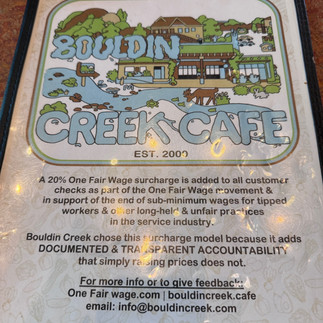 BOULDIN
CREEK CAFE
EST. 2000
A 20% One Fair Wage surcharge is added to all customer
checks as part of the One Fair Wage movement &
in support of the end of sub-minimum wages for tipped
workers & other long-held & unfair practices
in the service industry.
Bouldin Creek chose this surcharge model because it adds
DOCUMENTED & TRANSPARENT ACCOUNTABILITY
that simply raising prices does not.
For more info or to give feedback:
One Fair wage.com | bouldincreek.cafe
email: info@bouldincreek.com